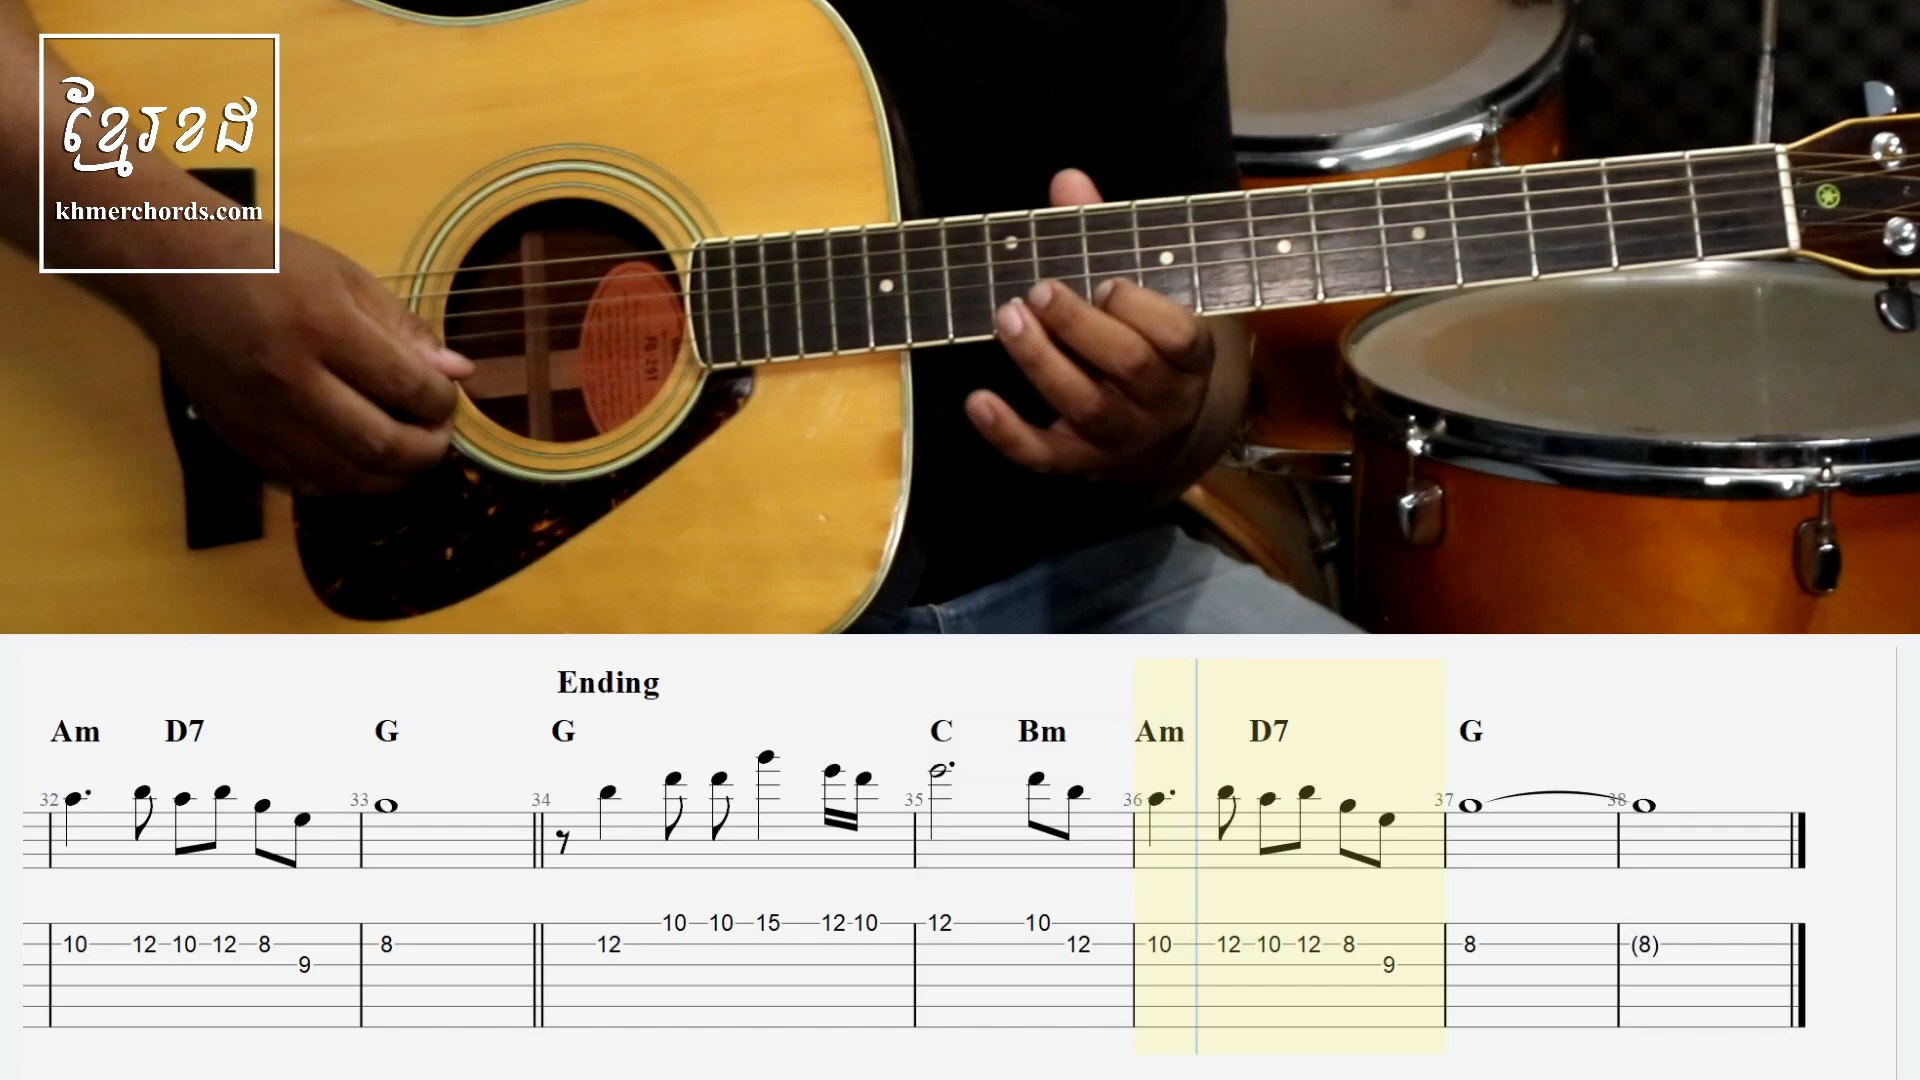 ខ្មែរខដ
khmerchords.com
FG 251
Ending
Am D7 G G C Bm Am D7 G
32 33 34 35 36 37 38
10 10 15 12 10 12 10
10 12 10 12 8 8 12 12 10 12 10 12 8 8 (8)
9 9